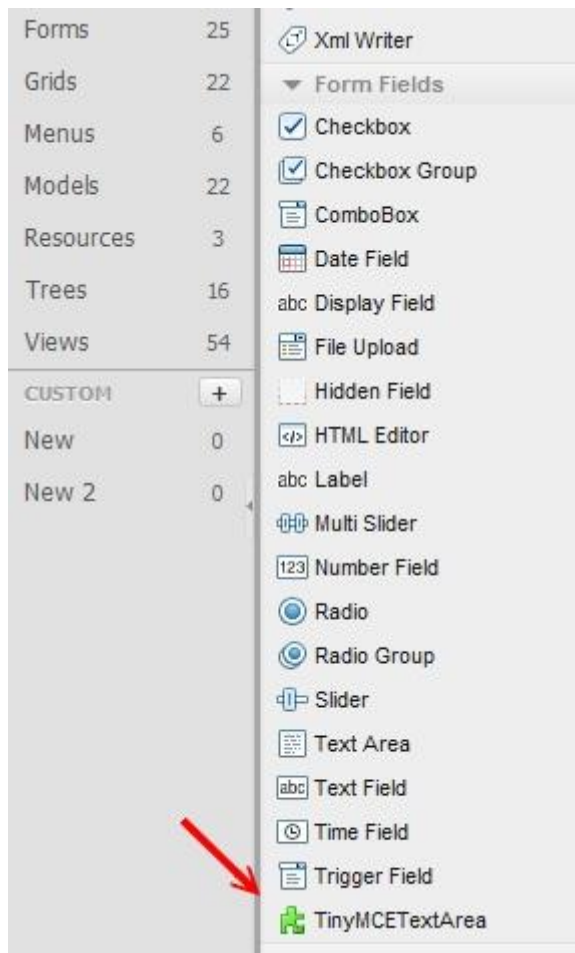 Forms 25
Grids 22
Menus 6
Models 22
Resources 3
Trees 16
Views 54
CUSTOM +
New 0
New 2 0
Xml Writer
Form Fields
Checkbox
Checkbox Group
ComboBox
Date Field
abc Display Field
File Upload
Hidden Field
</> HTML Editor
abc Label
Multi Slider
123 Number Field
Radio
Radio Group
Slider
Text Area
abc Text Field
Time Field
Trigger Field
TinyMCETextArea